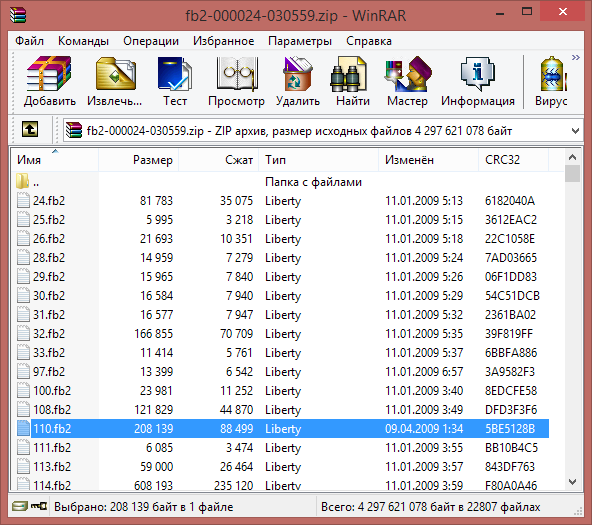 fb2-000024-030559.zip - WinRAR
Файл Команды Операции Избранное Параметры Справка
Добавить Извлечь... Тест Просмотр Удалить Найти Мастер Информация Вирус
fb2-000024-030559.zip - ZIP архив, размер исходных файлов 4 297 621 078 байт
Имя Размер Сжат Тип Изменён CRC32
.. Папка с файлами
24.fb2 81 783 35 075 Liberty 11.01.2009 5:13 6182040A
25.fb2 5 995 3 218 Liberty 11.01.2009 5:15 3612EAC2
26.fb2 21 693 10 351 Liberty 11.01.2009 5:18 22C1058E
28.fb2 14 959 7 279 Liberty 11.01.2009 5:24 7AD03665
29.fb2 15 965 7 840 Liberty 11.01.2009 5:26 06F1DD83
30.fb2 16 584 7 940 Liberty 11.01.2009 5:29 54C51DCB
31.fb2 16 577 7 947 Liberty 11.01.2009 5:32 2361BA02
32.fb2 166 855 70 709 Liberty 11.01.2009 5:35 39F819FF
33.fb2 11 414 5 761 Liberty 11.01.2009 5:37 6BBFA886
97.fb2 13 399 6 542 Liberty 11.01.2009 6:57 3A9582F3
100.fb2 23 981 11 252 Liberty 11.01.2009 3:40 8EDCFE58
108.fb2 121 829 44 870 Liberty 11.01.2009 3:49 DFD3F3F6
110.fb2 208 139 88 499 Liberty 09.04.2009 1:34 5BE5128B
111.fb2 6 085 3 474 Liberty 11.01.2009 3:55 BB10B4C5
113.fb2 59 000 26 464 Liberty 11.01.2009 3:57 843DF763
114.fb2 608 193 235 120 Liberty 11.01.2009 3:59 F80A0A46
Выбрано: 208 139 байт в 1 файле Всего: 4 297 621 078 байт в 22807 файлах